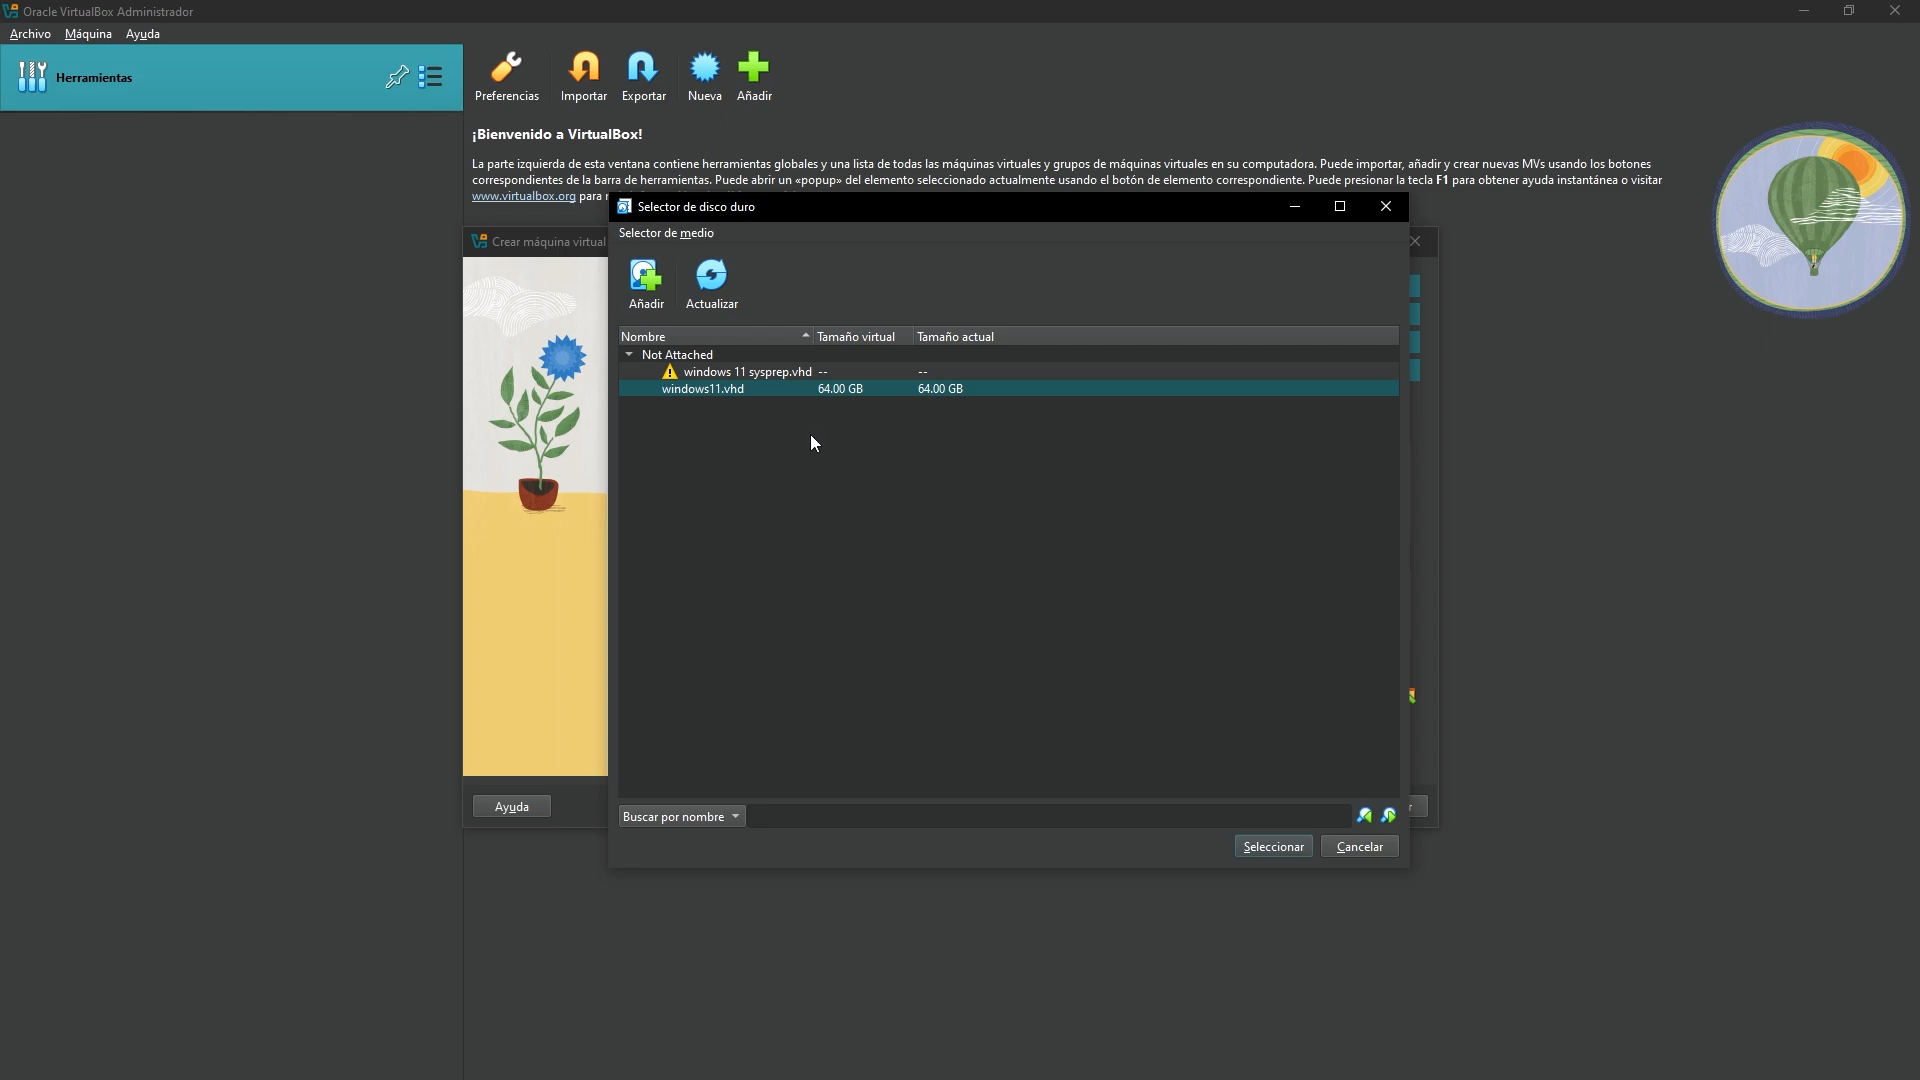 Oracle VirtualBox Administrador
Archivo Máquina Ayuda
Herramientas
Preferencias Importar Exportar Nueva Añadir
¡Bienvenido a VirtualBox!
La parte izquierda de esta ventana contiene herramientas globales y una lista de todas las máquinas virtuales y grupos de máquinas virtuales en su computadora. Puede importar, añadir y crear nuevas MVs usando los botones
correspondientes de la barra de herramientas. Puede abrir un «popup» del elemento seleccionado actualmente usando el botón de elemento correspondiente. Puede presionar la tecla F1 para obtener ayuda instantánea o visitar
www.virtualbox.org para
Selector de disco duro
Selector de medio
Crear máquina virtual
Añadir Actualizar
Nombre Tamaño virtual Tamaño actual
Not Attached
windows 11 sysprep.vhd -- --
windows11.vhd 64.00 GB 64.00 GB
Ayuda
Buscar por nombre
Seleccionar Cancelar